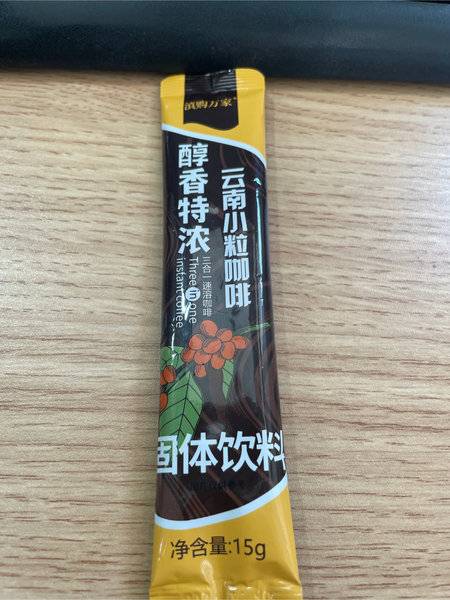 滇购万家
云南小粒咖啡
醇香特浓
三合一速溶咖啡
Three 合 one
instant coffee
固体饮料
净含量:15g